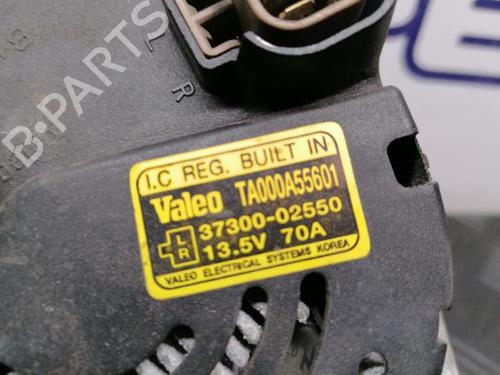 L
R
I.C REG. BUILT IN
Valeo TA000A55601
L 37300-02550
R 13.5V 70A
VALEO ELECTRICAL SYSTEMS KOREA
B-PARTS